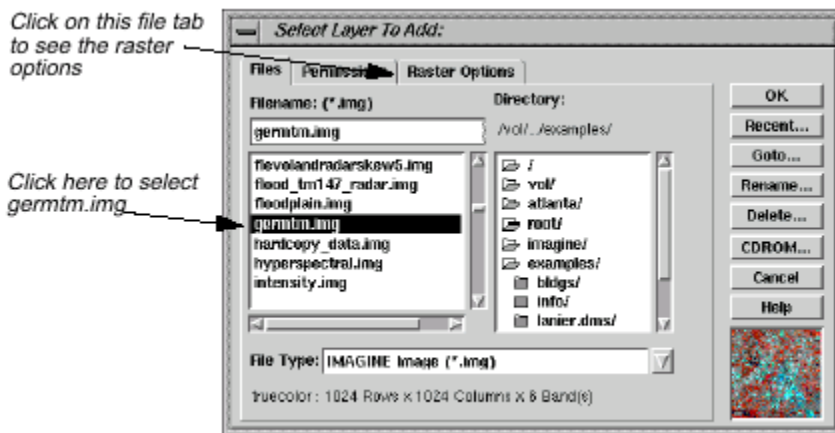 Click on this file tab
to see the raster
options
Click here to select
germtm.img
Select Layer To Add:
Files Raster Options
Filename: (*.img)
germtm.img
flevolandradarskew5.img
flood_tm147_radar.img
floodplain.img
germtm.img
hardcopy_data.img
hyperspectral.img
intensity.img
Directory:
/vol/../examples/
/
vol/
atlanta/
root/
imagine/
examples/
bldgs/
info/
lanier.dms/
File Type: IMAGINE Image (*.img)
truecolor : 1024 Rows x 1024 Columns x 6 Band(s)
OK
Recent...
Goto...
Rename...
Delete...
CDROM...
Cancel
Help